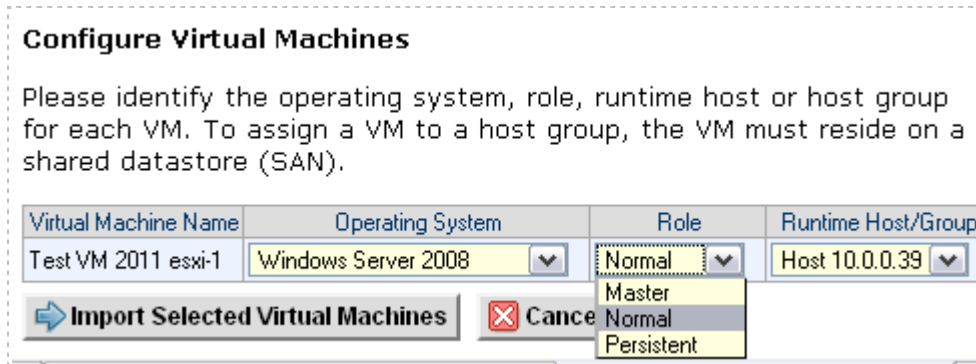 Configure Virtual Machines
Please identify the operating system, role, runtime host or host group
for each VM. To assign a VM to a host group, the VM must reside on a
shared datastore (SAN).
Virtual Machine Name Operating System Role Runtime Host/Group
Test VM 2011 esxi-1 Windows Server 2008 Normal Host 10.0.0.39
Master
Import Selected Virtual Machines Cance Normal
Persistent